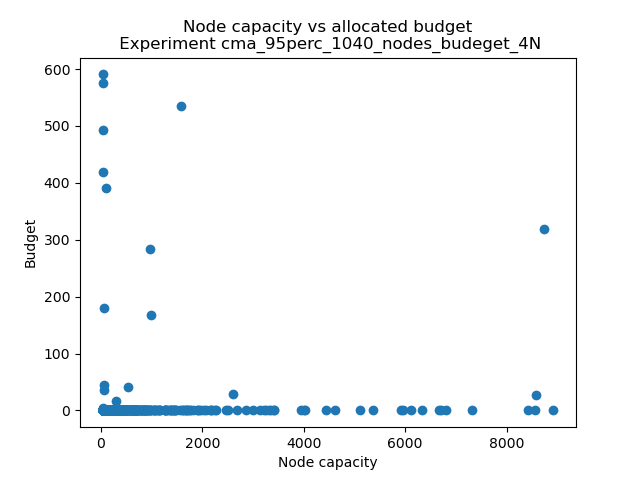 Node capacity vs allocated budget
Experiment cma_95perc_1040_nodes_budeget_4N
600
500
400
300
200
100
0
Budget
0 2000 4000 6000 8000
Node capacity